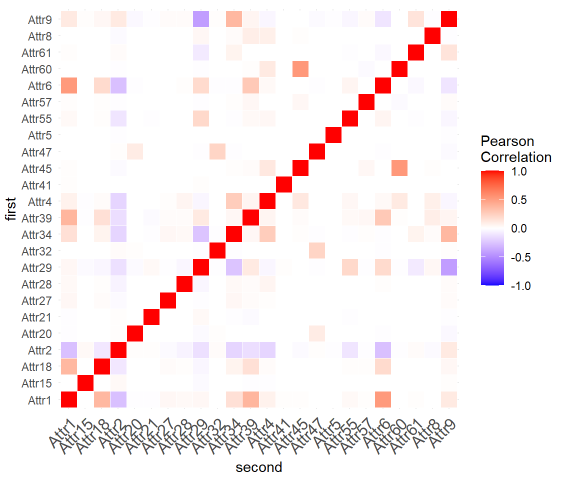 Attr9
Attr8
Attr61
Attr60
Attr6
Attr57
Attr55
Attr5
Attr47
Attr45
Attr41
Attr4
Attr39
Attr34
Attr32
Attr29
Attr28
Attr27
Attr21
Attr20
Attr2
Attr18
Attr15
Attr1
first
Attr1
Attr15
Attr18
Attr2
Attr20
Attr21
Attr27
Attr28
Attr29
Attr32
Attr34
Attr39
Attr4
Attr41
Attr45
Attr47
Attr5
Attr55
Attr57
Attr6
Attr60
Attr61
Attr8
Attr9
second
Pearson
Correlation
1.0
0.5
0.0
-0.5
-1.0